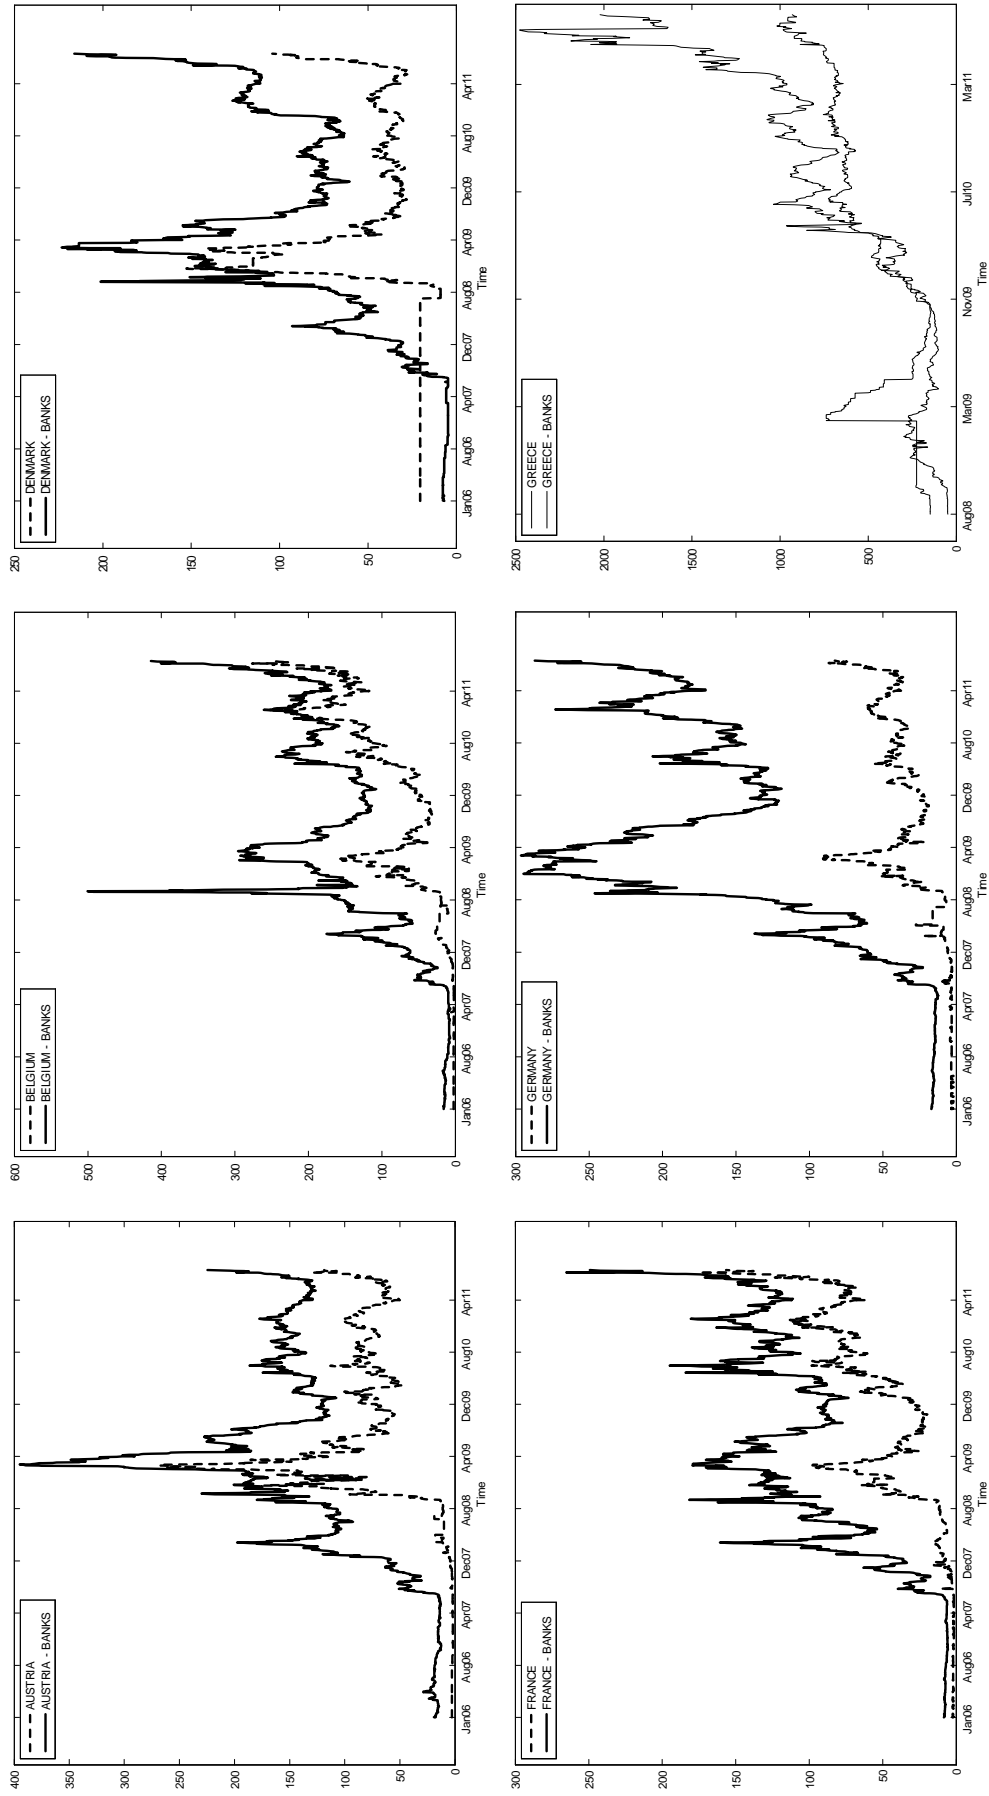 AUSTRIA
AUSTRIA - BANKS
400
350
300
250
200
150
100
50
0
Jan06 Aug06 Apr07 Dec07 Aug08 Apr09 Dec09 Aug10 Apr11
Time
BELGIUM
BELGIUM - BANKS
600
500
400
300
200
100
0
Jan06 Aug06 Apr07 Dec07 Aug08 Apr09 Dec09 Aug10 Apr11
Time
DENMARK
DENMARK - BANKS
250
200
150
100
50
0
Jan06 Aug06 Apr07 Dec07 Aug08 Apr09 Dec09 Aug10 Apr11
Time
FRANCE
FRANCE - BANKS
300
250
200
150
100
50
0
Jan06 Aug06 Apr07 Dec07 Aug08 Apr09 Dec09 Aug10 Apr11
Time
GERMANY
GERMANY - BANKS
300
250
200
150
100
50
0
Jan06 Aug06 Apr07 Dec07 Aug08 Apr09 Dec09 Aug10 Apr11
Time
GREECE
GREECE - BANKS
2500
2000
1500
1000
500
0
Aug08 Mar09 Nov09 Jul10 Mar11
Time